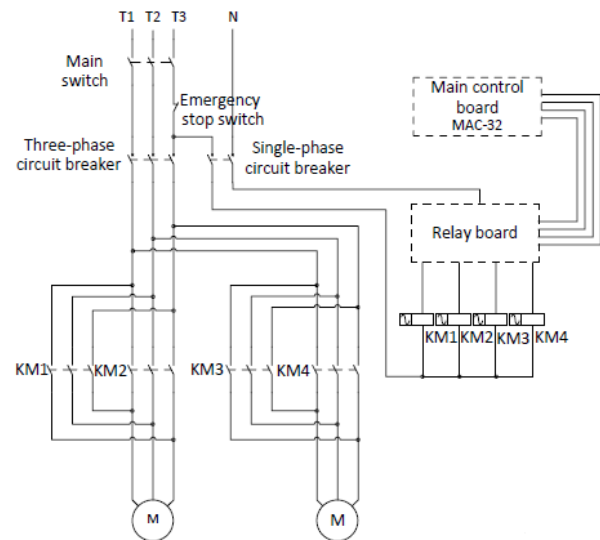 T1 T2 T3 N
Main
switch
Emergency
stop switch
Main control
board
MAC-32
Three-phase
circuit breaker
Single-phase
circuit breaker
Relay board
KM1 KM2 KM3 KM4
KM1 KM2 KM3 KM4
M M